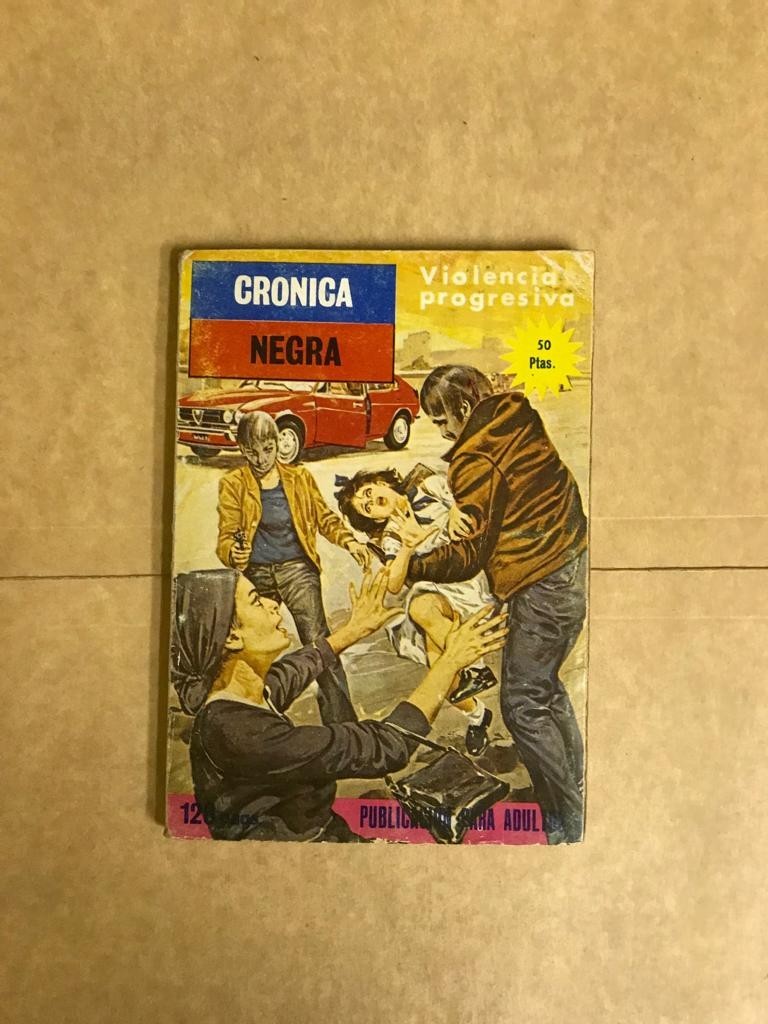 CRONICA
NEGRA
Violencia
progresiva
50
Ptas.
PUBLICACION PARA ADULTOS